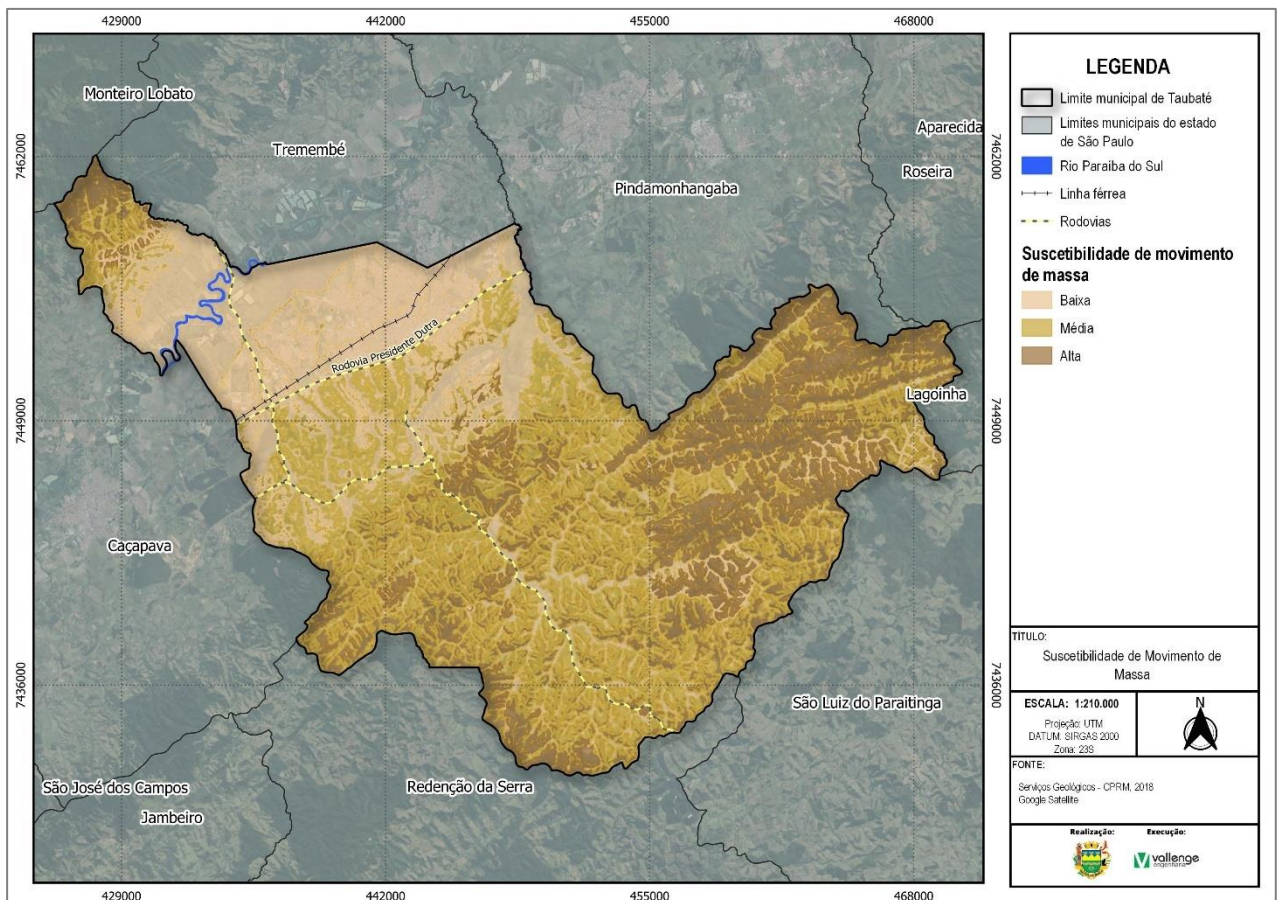 429000
442000
455000
468000
7462000
7449000
7436000
Monteiro Lobato
Tremembé
Pindamonhangaba
Aparecida
Roseira
Rodovia Presidente Dutra
Lagoinha
Caçapava
São Luiz do Paraitinga
São José dos Campos
Jambeiro
Redenção da Serra
7462000
7449000
7436000
429000
442000
455000
468000
LEGENDA
Limite municipal de Taubaté
Limites municipais do estado
de São Paulo
Rio Paraíba do Sul
Linha férrea
Rodovias
Suscetibilidade de movimento
de massa
Baixa
Média
Alta
TÍTULO:
Suscetibilidade de Movimento de
Massa
ESCALA: 1:210.000
Projeção: UTM
DATUM: SIRGAS 2000
Zona: 23S
N
FONTE:
Serviços Geológicos - CPRM, 2018
Google Satellite
Realização:
Execução:
vallenge
engenharia